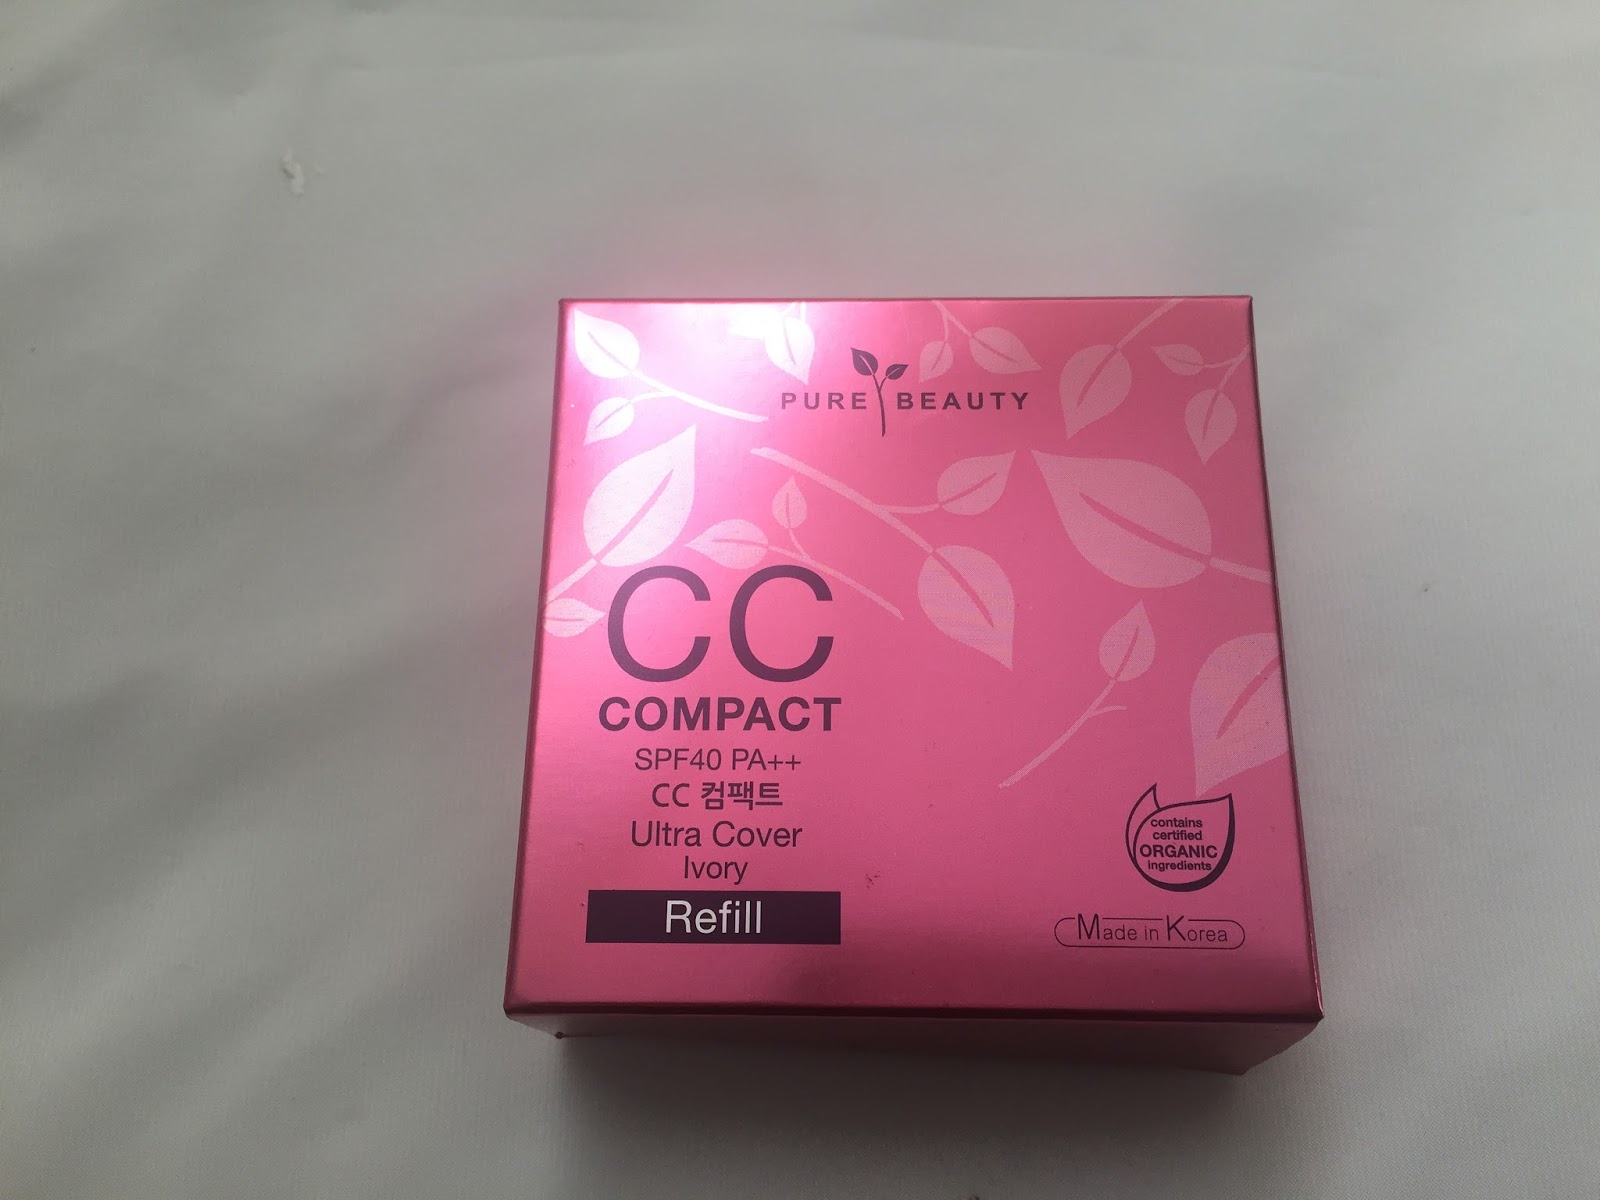 PURE BEAUTY
CC
COMPACT
SPF40 PA++
CC 컴팩트
Ultra Cover
Ivory
Refill
contains
certified
ORGANIC
ingredients
Made in Korea